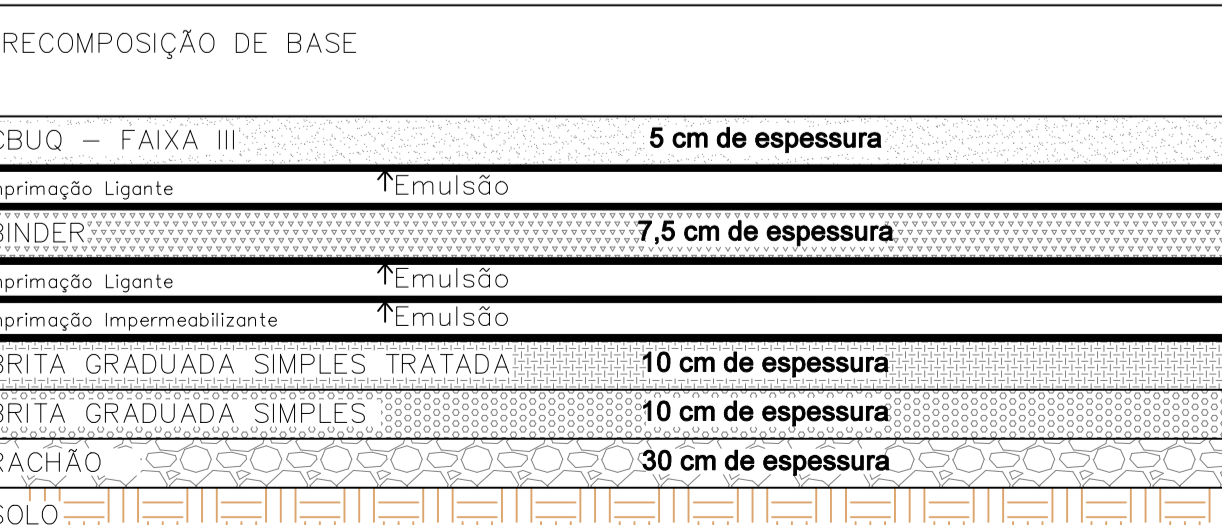 RECOMPOSIÇÃO DE BASE
CBUQ – FAIXA III 5 cm de espessura
mprimação Ligante ↑Emulsão
BINDER 7,5 cm de espessura
mprimação Ligante ↑Emulsão
mprimação Impermeabilizante ↑Emulsão
BRITA GRADUADA SIMPLES TRATADA 10 cm de espessura
BRITA GRADUADA SIMPLES 10 cm de espessura
RACHÃO 30 cm de espessura
SOLO